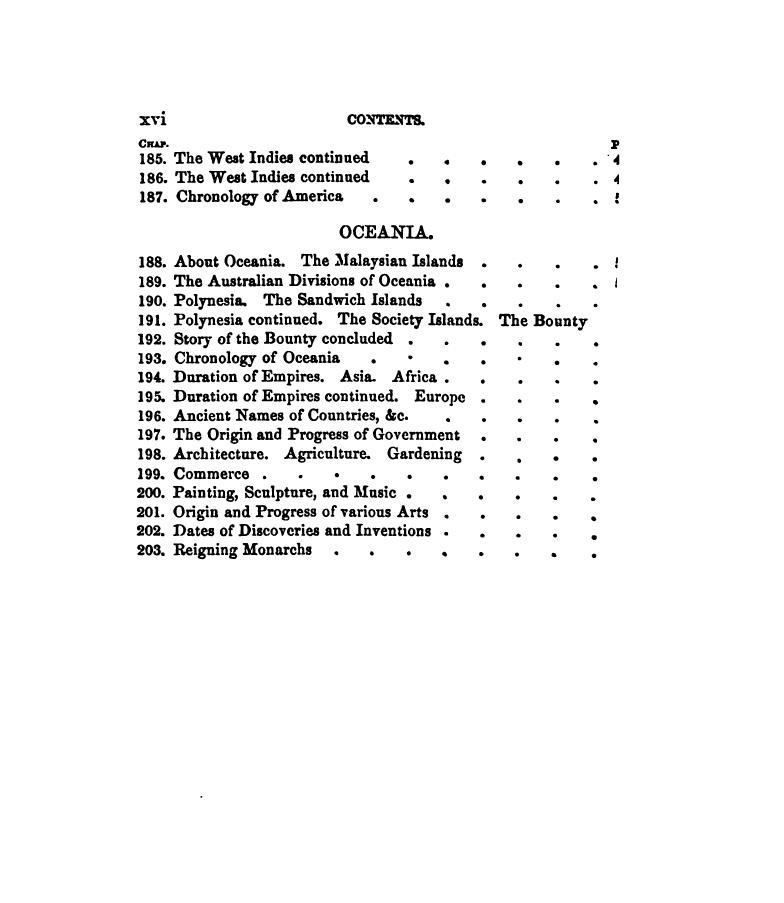 xvi CONTENTS.
CHAP. P
185. The West Indies continued . . . . . . 4
186. The West Indies continued . . . . . . 4
187. Chronology of America . . . . . . .
OCEANIA.
188. About Oceania. The Malaysian Islands . . . .
189. The Australian Divisions of Oceania . . . . .
190. Polynesia. The Sandwich Islands . . . . .
191. Polynesia continued. The Society Islands. The Bounty
192. Story of the Bounty concluded . . . . . .
193. Chronology of Oceania . . . . . . .
194. Duration of Empires. Asia. Africa . . . . .
195. Duration of Empires continued. Europe . . . .
196. Ancient Names of Countries, &c. . . . . .
197. The Origin and Progress of Government . . . .
198. Architecture. Agriculture. Gardening . . . .
199. Commerce . . . . . . . . . .
200. Painting, Sculpture, and Music . . . . . .
201. Origin and Progress of various Arts . . . . .
202. Dates of Discoveries and Inventions . . . . .
203. Reigning Monarchs . . . . . . . .